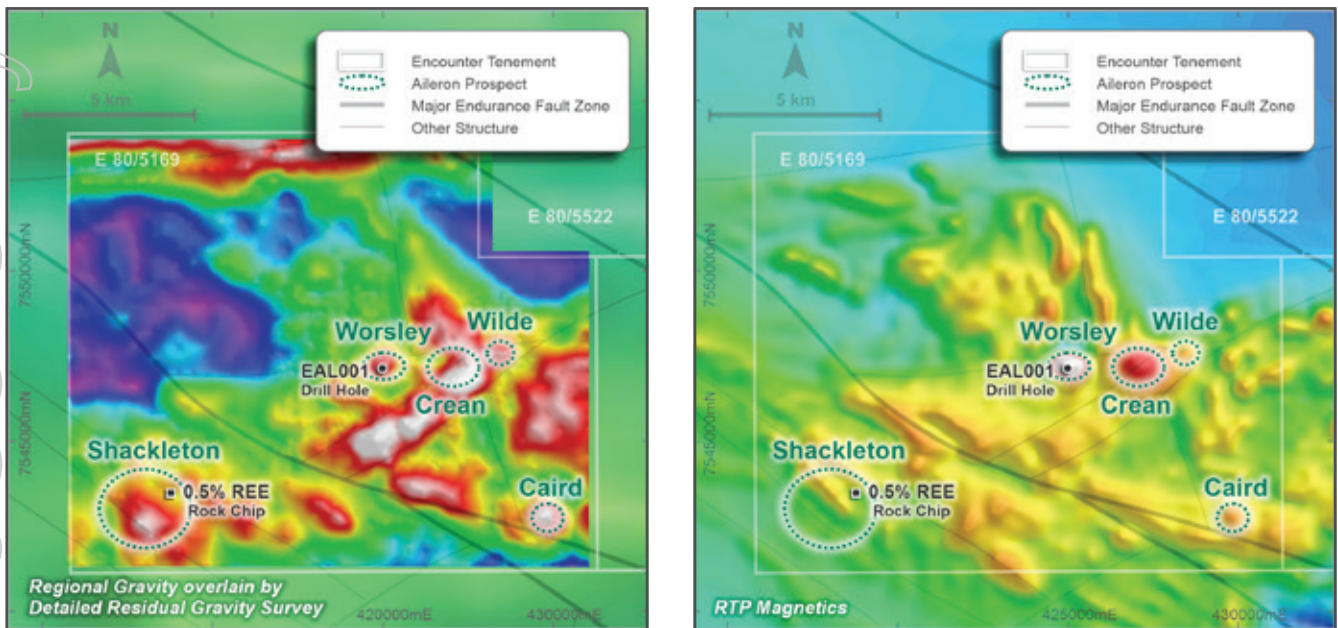 N
5 km
Encounter Tenement
Aileron Prospect
Major Endurance Fault Zone
Other Structure
E 80/5169
E 80/5522
7550000mN
7545000mN
Worsley
Wilde
EAL001
Drill Hole
Crean
Shackleton
0.5% REE
Rock Chip
Caird
Regional Gravity overlain by
Detailed Residual Gravity Survey
420000mE
430000mE
N
5 km
Encounter Tenement
Aileron Prospect
Major Endurance Fault Zone
Other Structure
E 80/5169
E 80/5522
7550000mN
7545000mN
Worsley
Wilde
EAL001
Drill Hole
Crean
Shackleton
0.5% REE
Rock Chip
Caird
RTP Magnetics
425000mE
430000mE